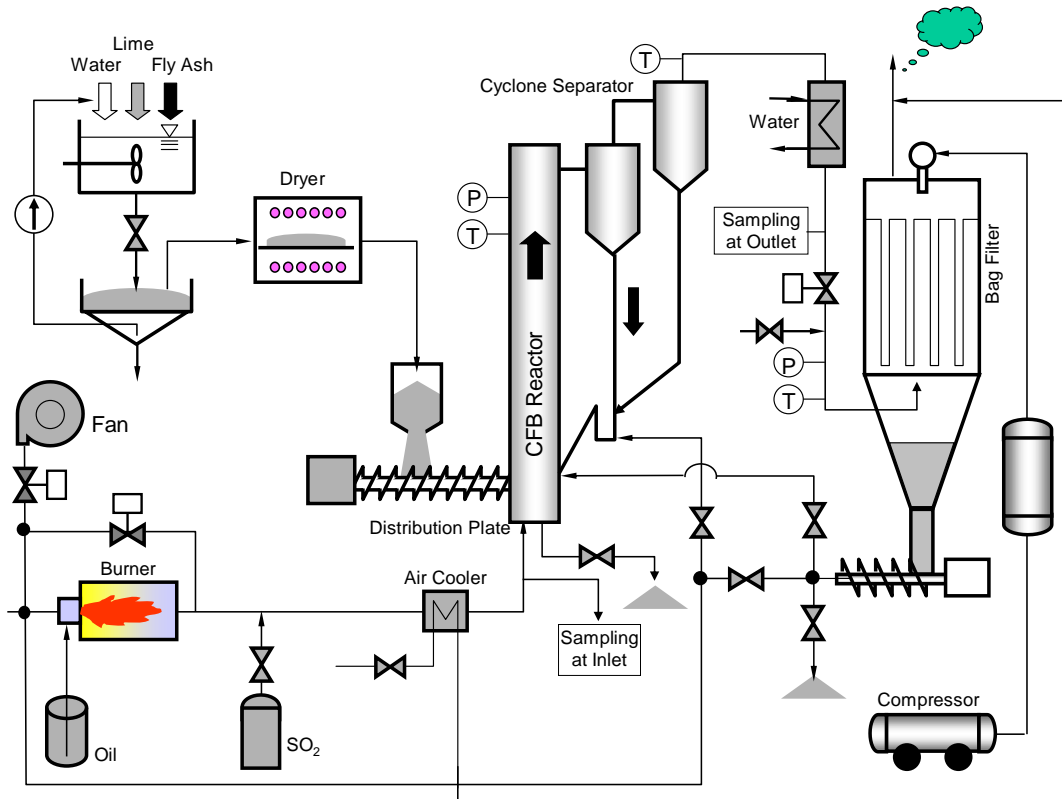 Lime
Water
Fly Ash
Cyclone Separator
T
Water
Dryer
P
T
Sampling
at Outlet
Bag Filter
CFB Reactor
P
T
Fan
Distribution Plate
Burner
Air Cooler
Sampling
at Inlet
Compressor
Oil
SO₂